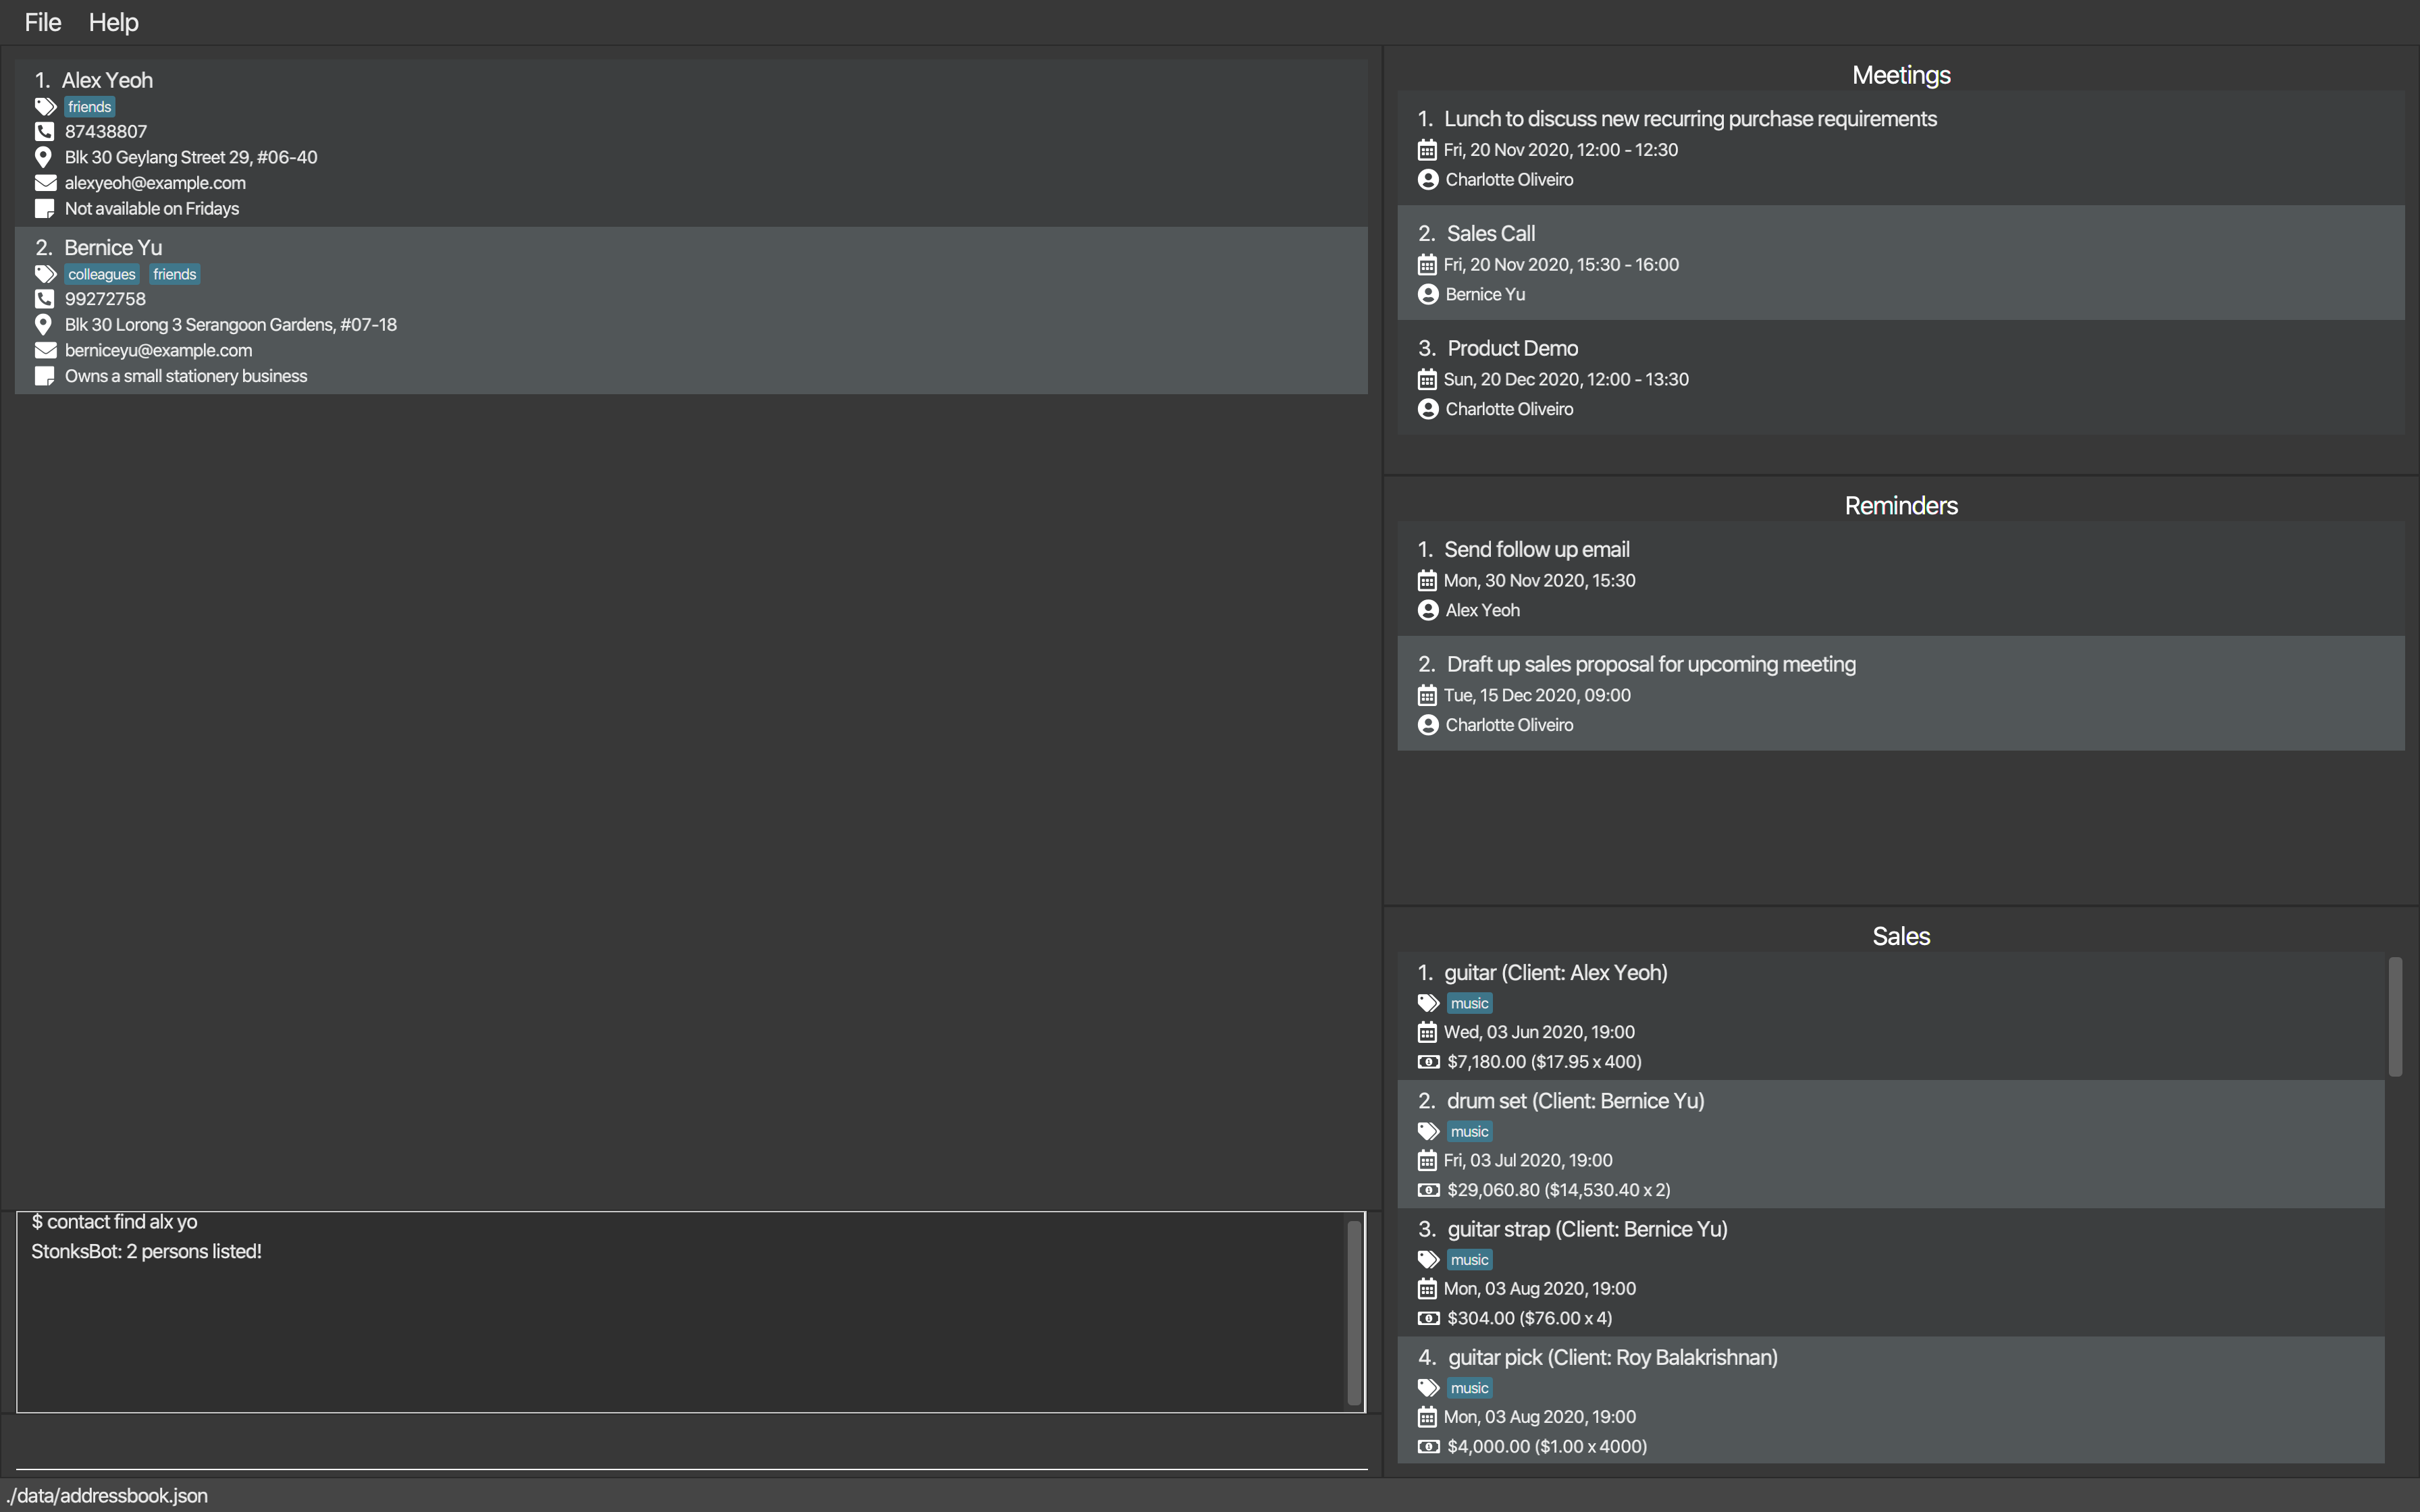 File Help
1. Alex Yeoh
friends
87438807
Blk 30 Geylang Street 29, #06-40
alexyeoh@example.com
Not available on Fridays
2. Bernice Yu
colleagues friends
99272758
Blk 30 Lorong 3 Serangoon Gardens, #07-18
berniceyu@example.com
Owns a small stationery business
$ contact find alx yo
StonksBot: 2 persons listed!
Meetings
1. Lunch to discuss new recurring purchase requirements
Fri, 20 Nov 2020, 12:00 - 12:30
Charlotte Oliveiro
2. Sales Call
Fri, 20 Nov 2020, 15:30 - 16:00
Bernice Yu
3. Product Demo
Sun, 20 Dec 2020, 12:00 - 13:30
Charlotte Oliveiro
Reminders
1. Send follow up email
Mon, 30 Nov 2020, 15:30
Alex Yeoh
2. Draft up sales proposal for upcoming meeting
Tue, 15 Dec 2020, 09:00
Charlotte Oliveiro
Sales
1. guitar (Client: Alex Yeoh)
music
Wed, 03 Jun 2020, 19:00
$7,180.00 ($17.95 x 400)
2. drum set (Client: Bernice Yu)
music
Fri, 03 Jul 2020, 19:00
$29,060.80 ($14,530.40 x 2)
3. guitar strap (Client: Bernice Yu)
music
Mon, 03 Aug 2020, 19:00
$304.00 ($76.00 x 4)
4. guitar pick (Client: Roy Balakrishnan)
music
Mon, 03 Aug 2020, 19:00
$4,000.00 ($1.00 x 4000)
./data/addressbook.json